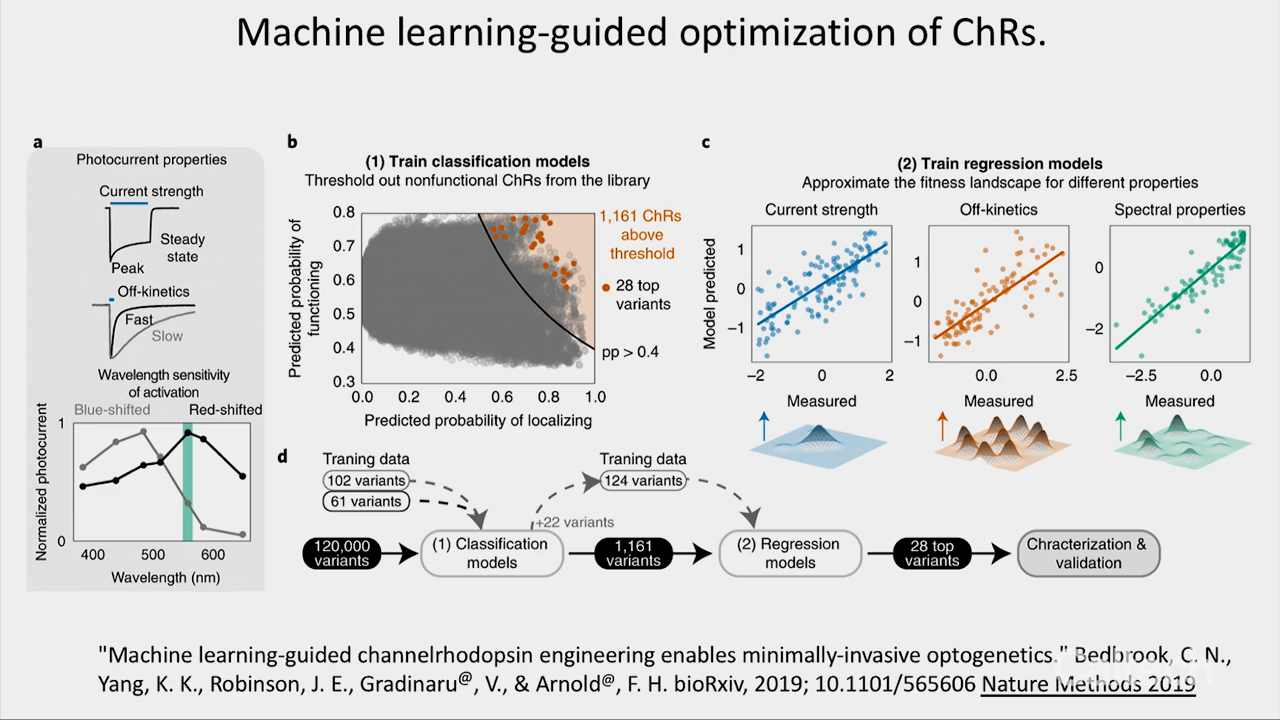 Machine learning-guided optimization of ChRs.
a
Photocurrent properties
Current strength
Steady
state
Peak
Off-kinetics
Fast
Slow
Wavelength sensitivity
of activation
Blue-shifted
Red-shifted
1
Normalized photocurrent
0
400
500
600
Wavelength (nm)
b
(1) Train classification models
Threshold out nonfunctional ChRs from the library
Predicted probability of
functioning
0.8
0.7
0.6
0.5
0.4
0.3
0.0
0.2
0.4
0.6
0.8
1.0
Predicted probability of localizing
1,161 ChRs
above
threshold
28 top
variants
pp > 0.4
c
(2) Train regression models
Approximate the fitness landscape for different properties
Current strength
Off-kinetics
Spectral properties
Model predicted
1
0
−1
−2
0
2
Measured
1
0
−1
0.0
2.5
Measured
0
−2
−2.5
0.0
Measured
d
Traning data
102 variants
61 variants
Traning data
124 variants
+22 variants
120,000
variants
(1) Classification
models
1,161
variants
(2) Regression
models
28 top
variants
Chracterization &
validation
"Machine learning-guided channelrhodopsin engineering enables minimally-invasive optogenetics." Bedbrook, C. N.,
Yang, K. K., Robinson, J. E., Gradinaru@, V., & Arnold@, F. H. bioRxiv, 2019; 10.1101/565606 Nature Methods 2019